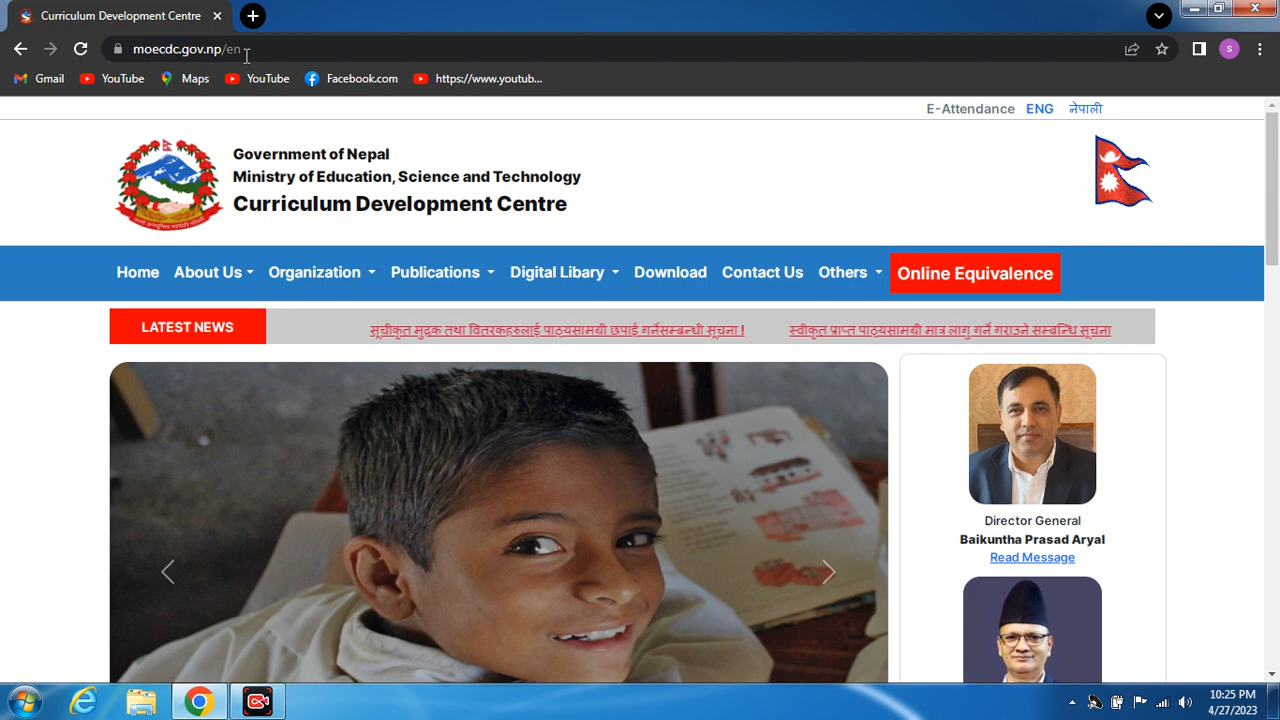 Curriculum Development Centre
moecdc.gov.np/en
S
Gmail YouTube Maps YouTube Facebook.com https://www.youtub...
E-Attendance ENG नेपाली
Government of Nepal
Ministry of Education, Science and Technology
Curriculum Development Centre
Home About Us Organization Publications Digital Libary Download Contact Us Others Online Equivalence
LATEST NEWS सूचीकृत मुद्रक तथा वितरकहरुलाई पाठ्यसामग्री छपाई गर्नेसम्बन्धी सूचना ! स्वीकृत प्राप्त पाठ्यसामग्री मात्र लागु गर्ने गराउने सम्बन्धि सूचना
Director General
Baikuntha Prasad Aryal
Read Message
10:25 PM
4/27/2023